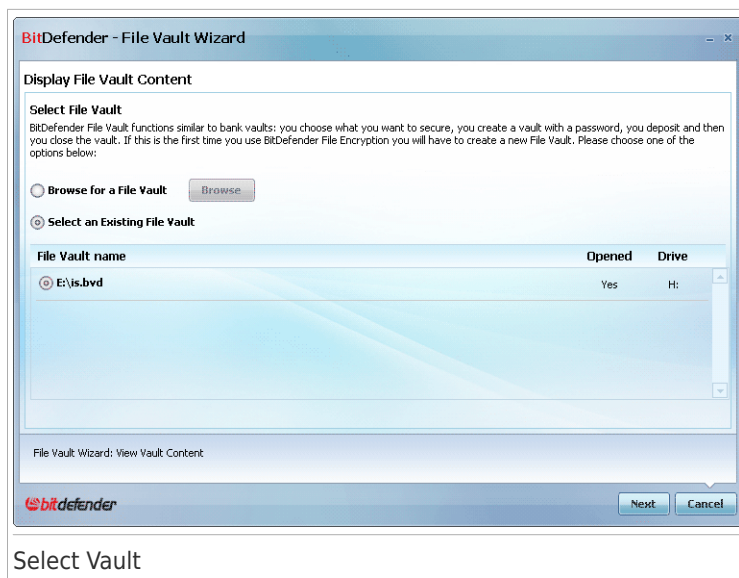 BitDefender - File Vault Wizard
Display File Vault Content
Select File Vault
BitDefender File Vault functions similar to bank vaults: you choose what you want to secure, you create a vault with a password, you deposit and then
you close the vault. If this is the first time you use BitDefender File Encryption you will have to create a new File Vault. Please choose one of the
options below:
Browse for a File Vault Browse
Select an Existing File Vault
File Vault name Opened Drive
E:\is.bvd Yes H:
File Vault Wizard: View Vault Content
bitdefender Next Cancel
Select Vault